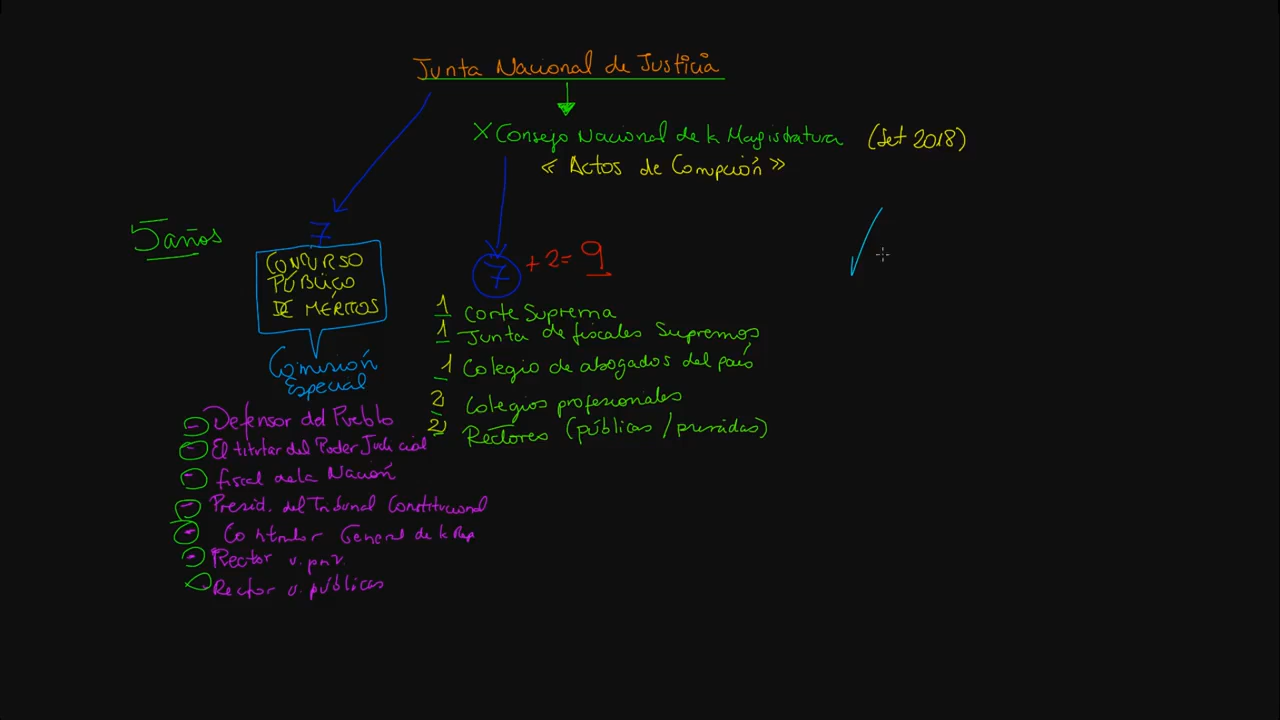 Junta Nacional de Justicia
X Consejo Nacional de la Magistratura (Set 2018)
« Actos de Corrupción »
5 años
7
CONCURSO
PÚBLICO
DE MÉRITOS
Comisión
Especial
- Defensor del Pueblo
- El titular del Poder Judicial
- fiscal de la Nación
- Presid. del Tribunal Constitucional
- Contralor General de la Rep
- Rector u. priv.
- Rector u. públicas
7 + 2 = 9
1 Corte Suprema
1 Junta de fiscales Supremos
1 Colegio de abogados del país
2 Colegios profesionales
2 Rectores (públicas / privadas)